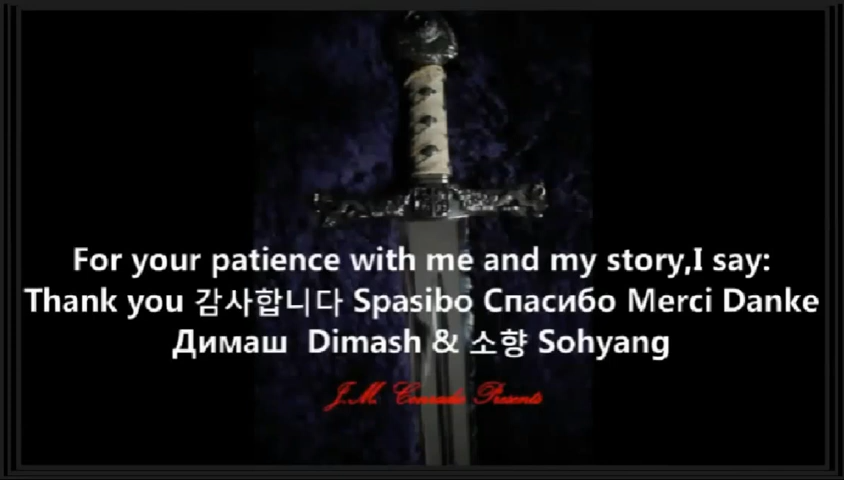 For your patience with me and my story,I say:
Thank you 감사합니다 Spasibo Спасибо Merci Danke
Димаш Dimash & 소향 Sohyang
J.M. Presents